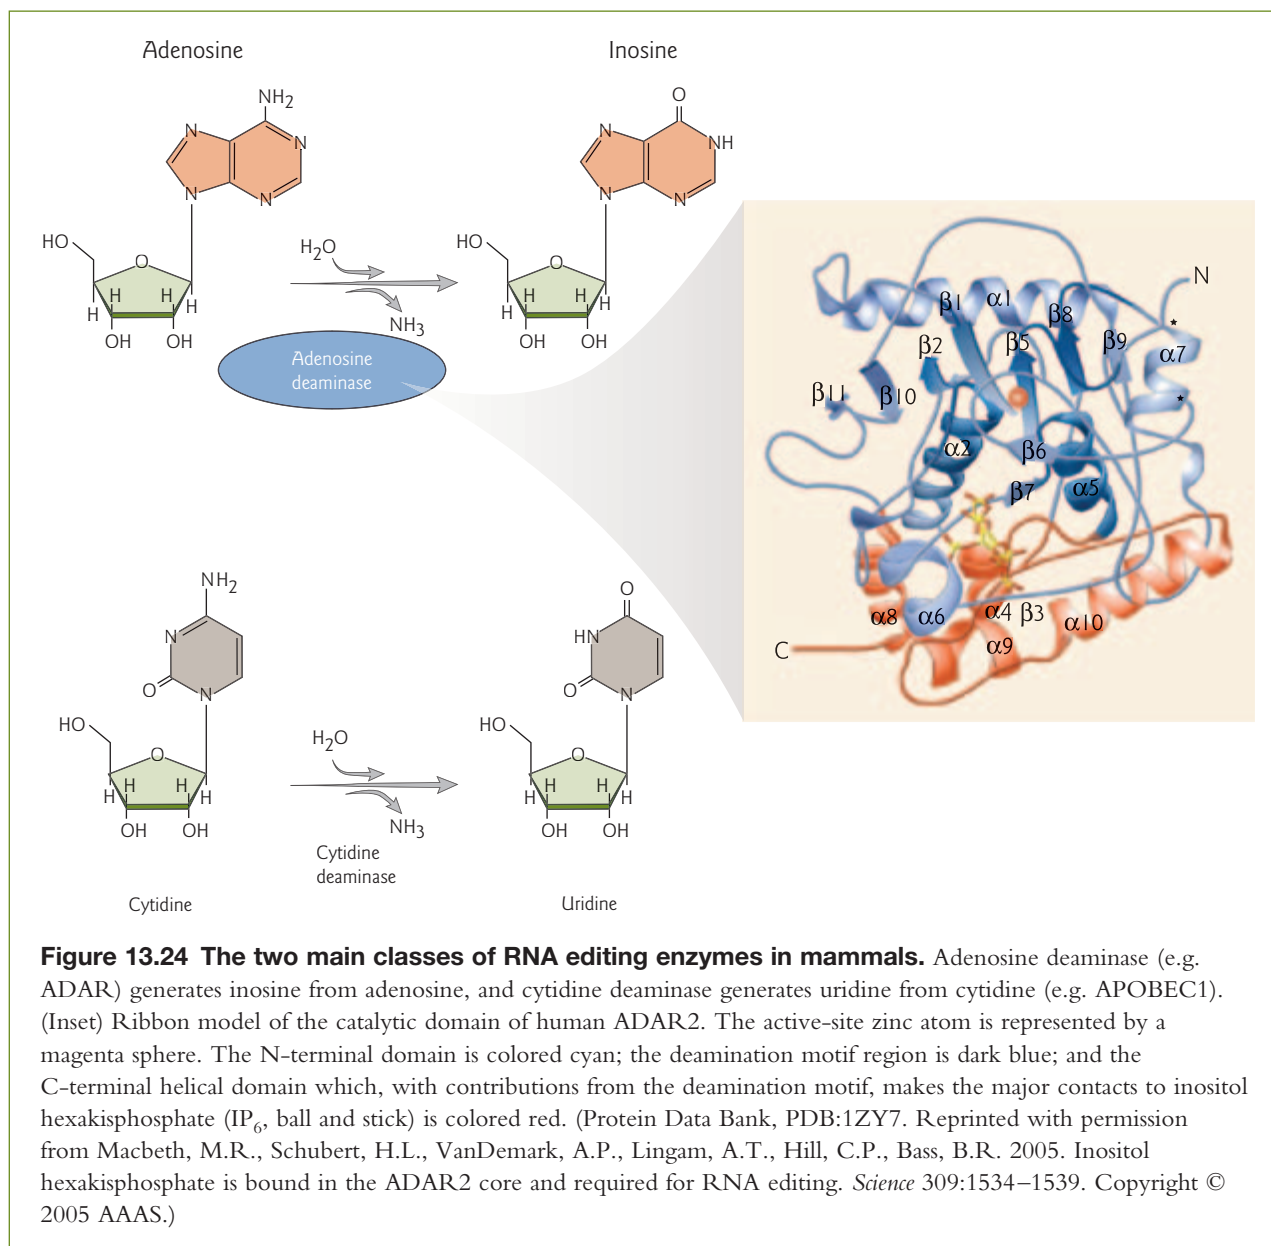 Adenosine
Inosine
NH2
N
N
N
N
HO
O
H
H
H
H
OH
OH
H2O
NH3
Adenosine
deaminase
O
N
NH
N
N
HO
O
H
H
H
H
OH
OH
N
β1
α1
β8
β2
β5
β9
α7
*
*
β11
β10
α2
β6
β7
α5
α8
α6
α4
β3
α10
α9
C
NH2
N
O
N
HO
O
H
H
H
H
OH
OH
Cytidine
H2O
NH3
Cytidine
deaminase
O
HN
O
N
HO
O
H
H
H
H
OH
OH
Uridine
Figure 13.24 The two main classes of RNA editing enzymes in mammals. Adenosine deaminase (e.g.
ADAR) generates inosine from adenosine, and cytidine deaminase generates uridine from cytidine (e.g. APOBEC1).
(Inset) Ribbon model of the catalytic domain of human ADAR2. The active-site zinc atom is represented by a
magenta sphere. The N-terminal domain is colored cyan; the deamination motif region is dark blue; and the
C-terminal helical domain which, with contributions from the deamination motif, makes the major contacts to inositol
hexakisphosphate (IP6, ball and stick) is colored red. (Protein Data Bank, PDB:1ZY7. Reprinted with permission
from Macbeth, M.R., Schubert, H.L., VanDemark, A.P., Lingam, A.T., Hill, C.P., Bass, B.R. 2005. Inositol
hexakisphosphate is bound in the ADAR2 core and required for RNA editing. Science 309:1534–1539. Copyright ©
2005 AAAS.)